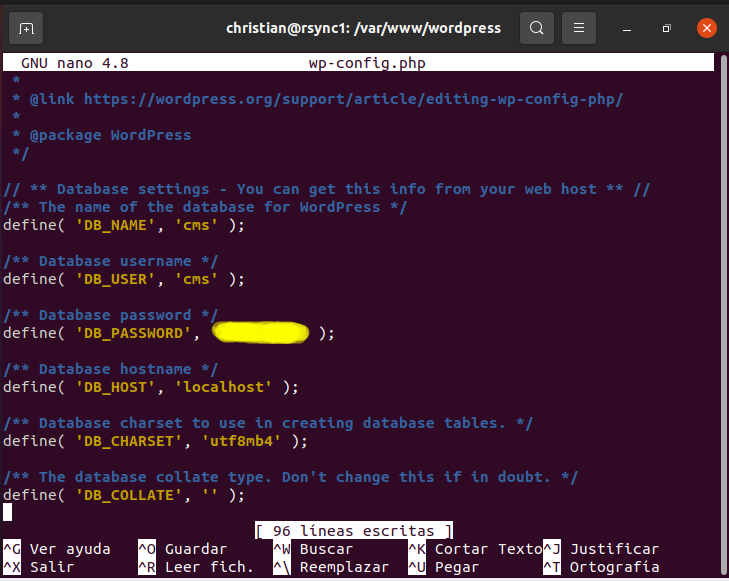 christian@rsync1: /var/www/wordpress
GNU nano 4.8 wp-config.php
*
* @link https://wordpress.org/support/article/editing-wp-config-php/
*
* @package WordPress
*/
// ** Database settings - You can get this info from your web host ** //
/** The name of the database for WordPress */
define( 'DB_NAME', 'cms' );
/** Database username */
define( 'DB_USER', 'cms' );
/** Database password */
define( 'DB_PASSWORD', );
/** Database hostname */
define( 'DB_HOST', 'localhost' );
/** Database charset to use in creating database tables. */
define( 'DB_CHARSET', 'utf8mb4' );
/** The database collate type. Don't change this if in doubt. */
define( 'DB_COLLATE', '' );
[ 96 líneas escritas ]
^G Ver ayuda ^O Guardar ^W Buscar ^K Cortar Texto ^J Justificar
^X Salir ^R Leer fich. ^\ Reemplazar ^U Pegar ^T Ortografía